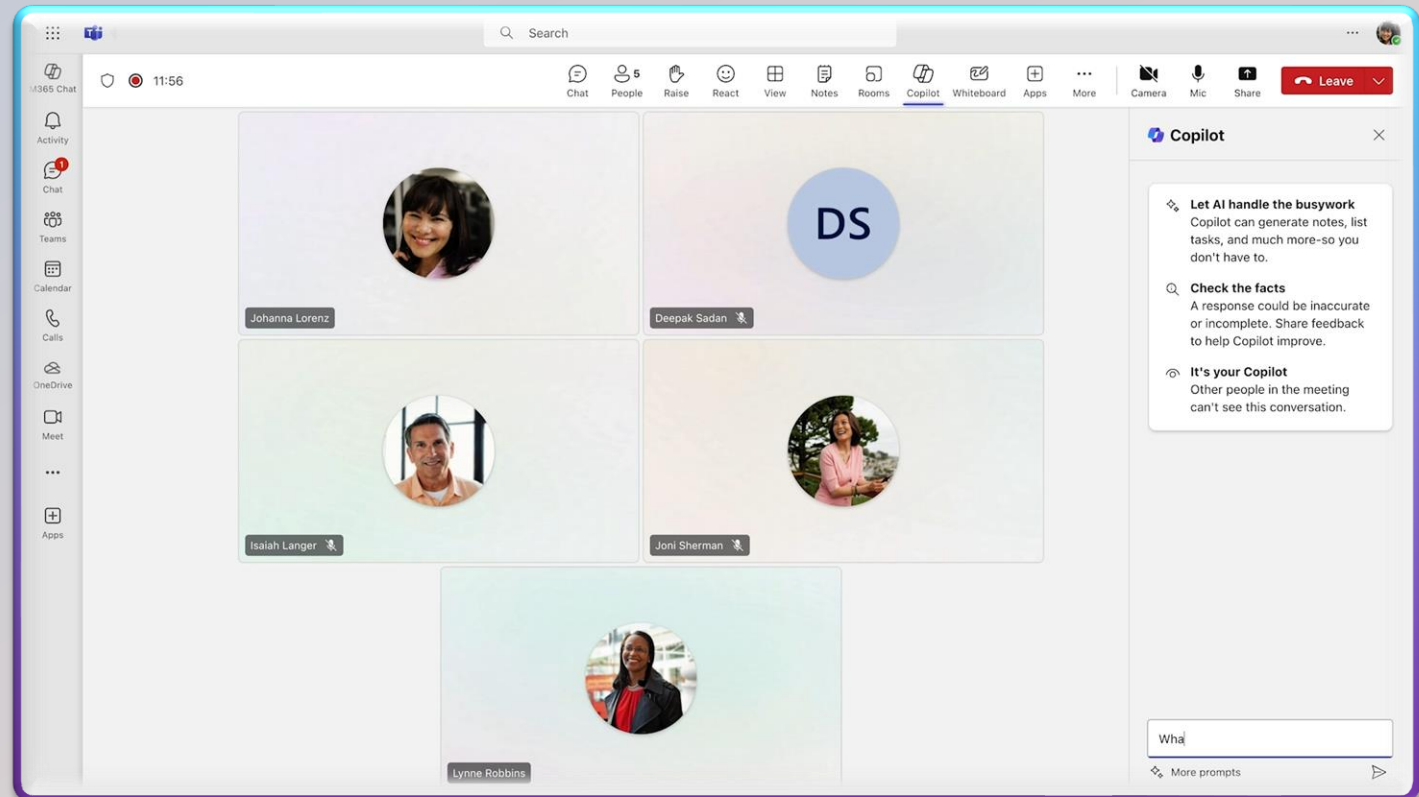 Search
M365 Chat
Activity
1
Chat
Teams
Calendar
Calls
OneDrive
Meet
Apps
11:56
Chat
5
People
Raise
React
View
Notes
Rooms
Copilot
Whiteboard
Apps
More
Camera
Mic
Share
Leave
Johanna Lorenz
DS
Deepak Sadan
Isaiah Langer
Joni Sherman
Lynne Robbins
Copilot
Let AI handle the busywork
Copilot can generate notes, list
tasks, and much more-so you
don't have to.
Check the facts
A response could be inaccurate
or incomplete. Share feedback
to help Copilot improve.
It's your Copilot
Other people in the meeting
can't see this conversation.
Wha
More prompts